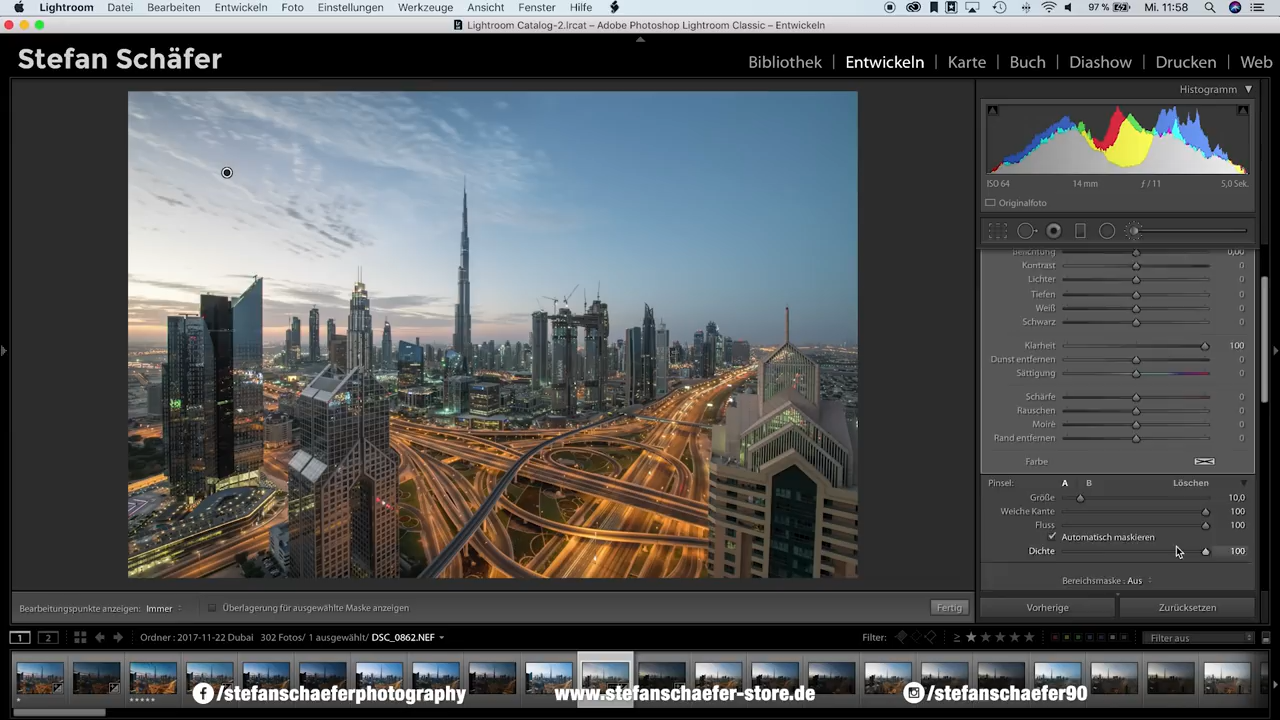 Lightroom Datei Bearbeiten Entwickeln Foto Einstellungen Werkzeuge Ansicht Fenster Hilfe 97 % Mi. 11:58
Lightroom Catalog-2.lrcat – Adobe Photoshop Lightroom Classic – Entwickeln
Stefan Schäfer
Bibliothek | Entwickeln | Karte | Buch | Diashow | Drucken | Web
Histogramm
ISO 64 14 mm ƒ / 11 5,0 Sek.
Originalfoto
Belichtung 0,00
Kontrast 0
Lichter 0
Tiefen 0
Weiß 0
Schwarz 0
Klarheit 100
Dunst entfernen 0
Sättigung 0
Schärfe 0
Rauschen 0
Moiré 0
Rand entfernen 0
Farbe
Pinsel: A B Löschen
Größe 10,0
Weiche Kante 100
Fluss 100
Automatisch maskieren
Dichte 100
Bereichsmaske : Aus
Bearbeitungspunkte anzeigen: Immer Überlagerung für ausgewählte Maske anzeigen Fertig
Vorherige Zurücksetzen
1 2 Ordner : 2017-11-22 Dubai 302 Fotos/ 1 ausgewählt/ DSC_0862.NEF Filter: ≥ Filter aus
/stefanschaeferphotography www.stefanschaefer-store.de /stefanschaefer90